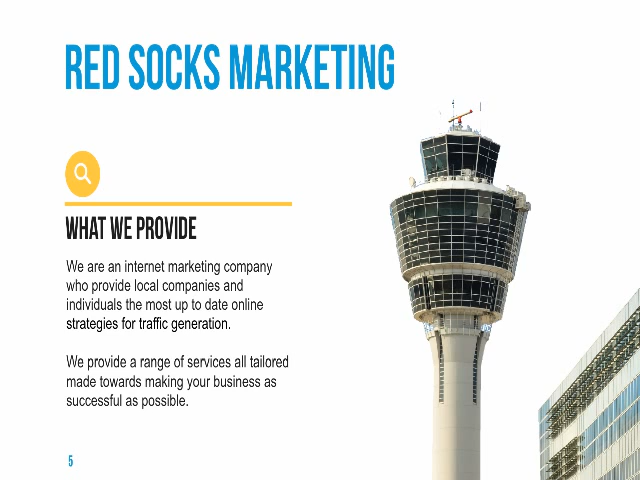 RED SOCKS MARKETING
WHAT WE PROVIDE
We are an internet marketing company
who provide local companies and
individuals the most up to date online
strategies for traffic generation.
We provide a range of services all tailored
made towards making your business as
successful as possible.
5